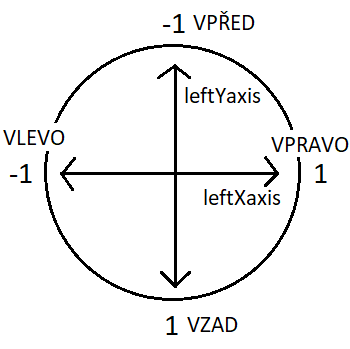 -1 VPŘED
leftYaxis
VLEVO
VPRAVO
-1
1
leftXaxis
1 VZAD